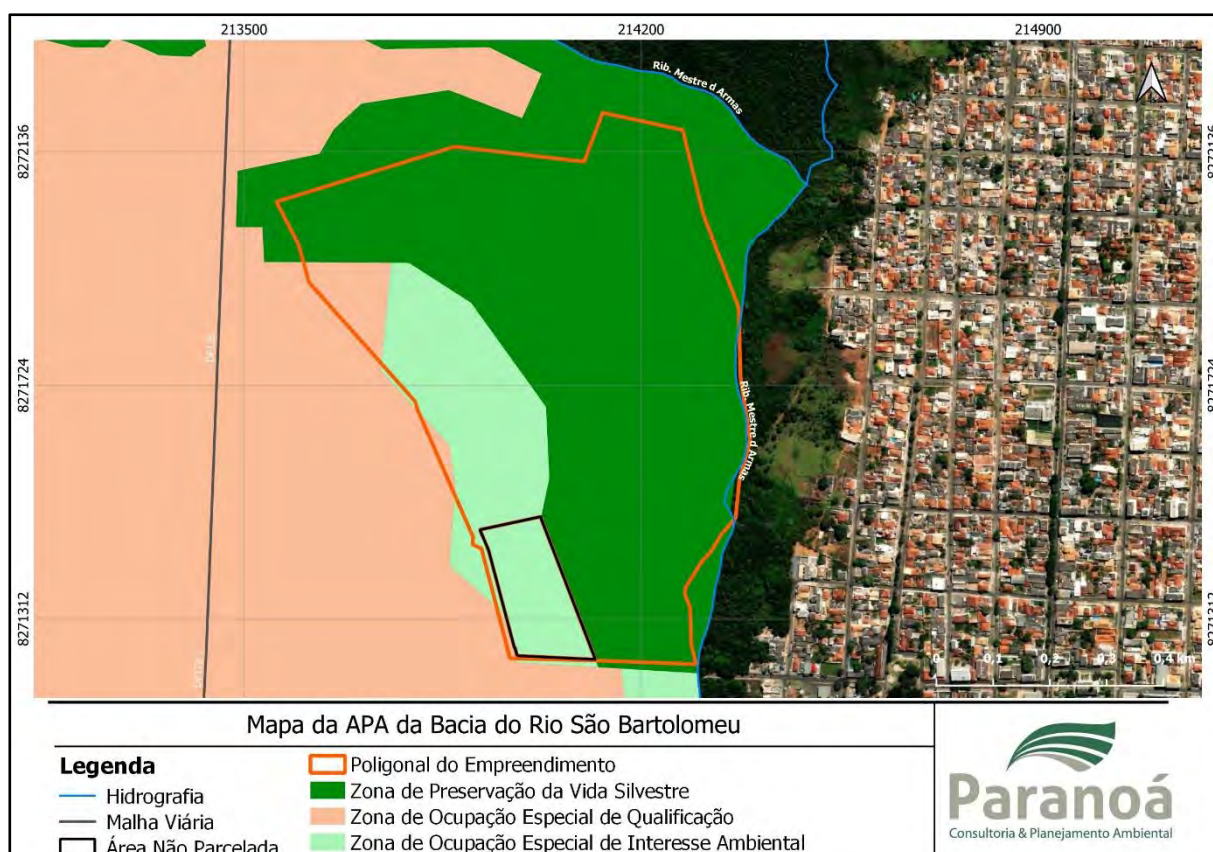 213500
214200
214900
Rib. Mestre d Armas
8272136
8272136
8271724
8271724
Rib. Mestre d Armas
8271312
8271312
0 0,1 0,2 0,3 0,4 km
Mapa da APA da Bacia do Rio São Bartolomeu
Legenda
Hidrografia
Malha Viária
Área Não Parcelada
Poligonal do Empreendimento
Zona de Preservação da Vida Silvestre
Zona de Ocupação Especial de Qualificação
Zona de Ocupação Especial de Interesse Ambiental
Paranoá
Consultoria & Planejamento Ambiental